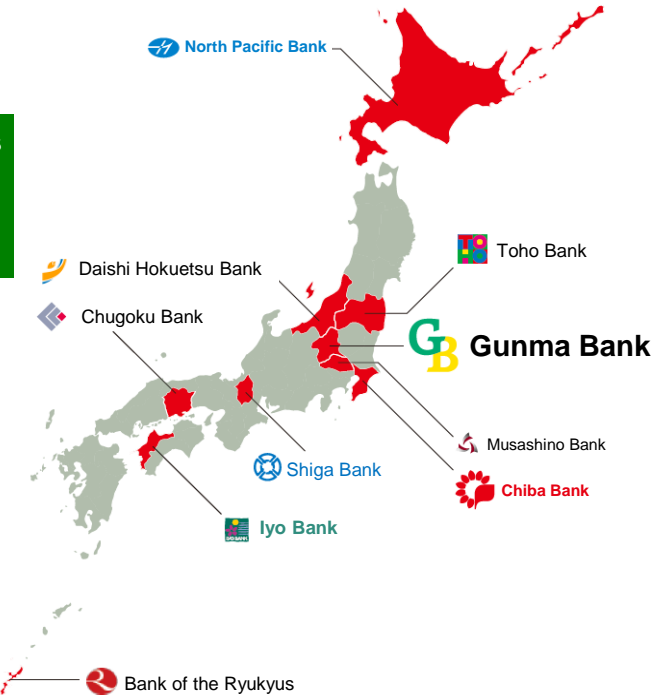 North Pacific Bank
Toho Bank
Daishi Hokuetsu Bank
Chugoku Bank
GB Gunma Bank
Musashino Bank
Shiga Bank
Chiba Bank
Iyo Bank
Bank of the Ryukyus